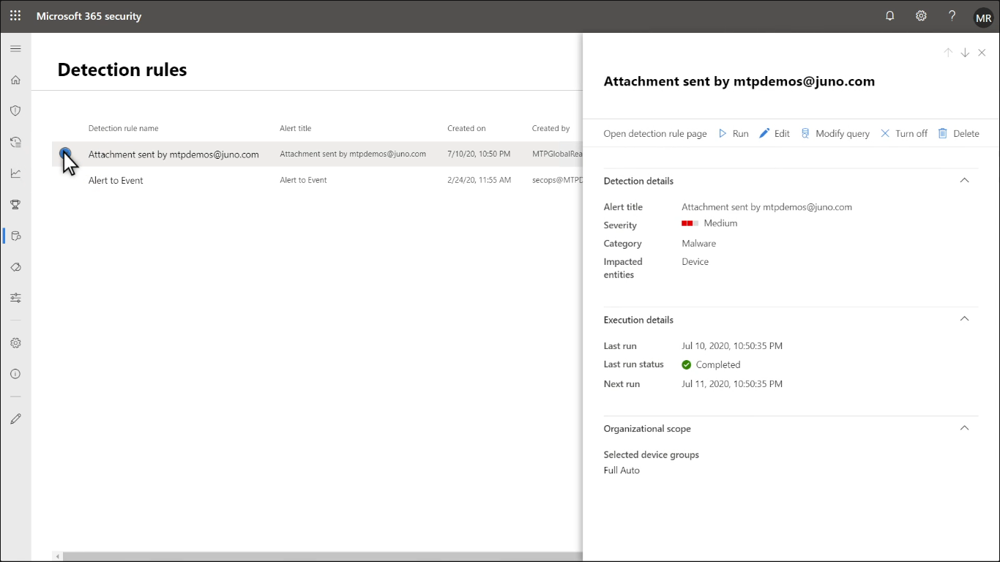 Microsoft 365 security
?
MR
Detection rules
Detection rule name Alert title Created on Created by
Attachment sent by mtpdemos@juno.com Attachment sent by mtpdemos@juno.com 7/10/20, 10:50 PM MTPGlobalRea
Alert to Event Alert to Event 2/24/20, 11:55 AM secops@MTPD
Attachment sent by mtpdemos@juno.com
Open detection rule page Run Edit Modify query Turn off Delete
Detection details
Alert title Attachment sent by mtpdemos@juno.com
Severity Medium
Category Malware
Impacted entities Device
Execution details
Last run Jul 10, 2020, 10:50:35 PM
Last run status Completed
Next run Jul 11, 2020, 10:50:35 PM
Organizational scope
Selected device groups
Full Auto